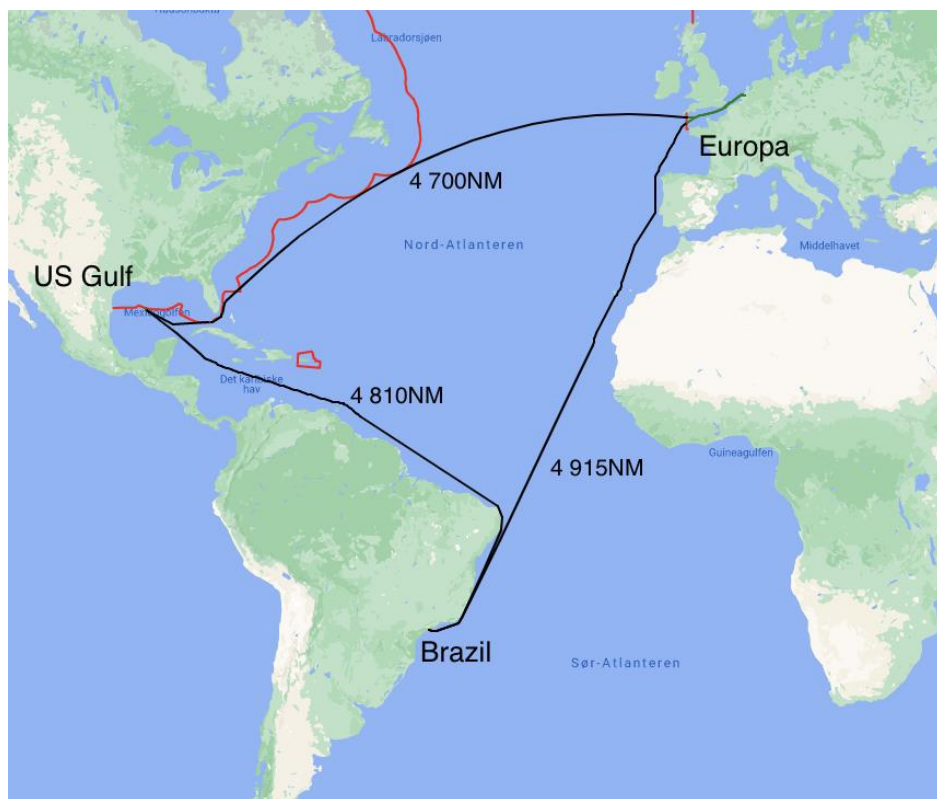 Labradorsjøen
Europa
4 700NM
Nord-Atlanteren
Middelhavet
US Gulf
Mexicogolfen
Det karibiske
hav
4 810NM
Guineagulfen
4 915NM
Brazil
Sør-Atlanteren